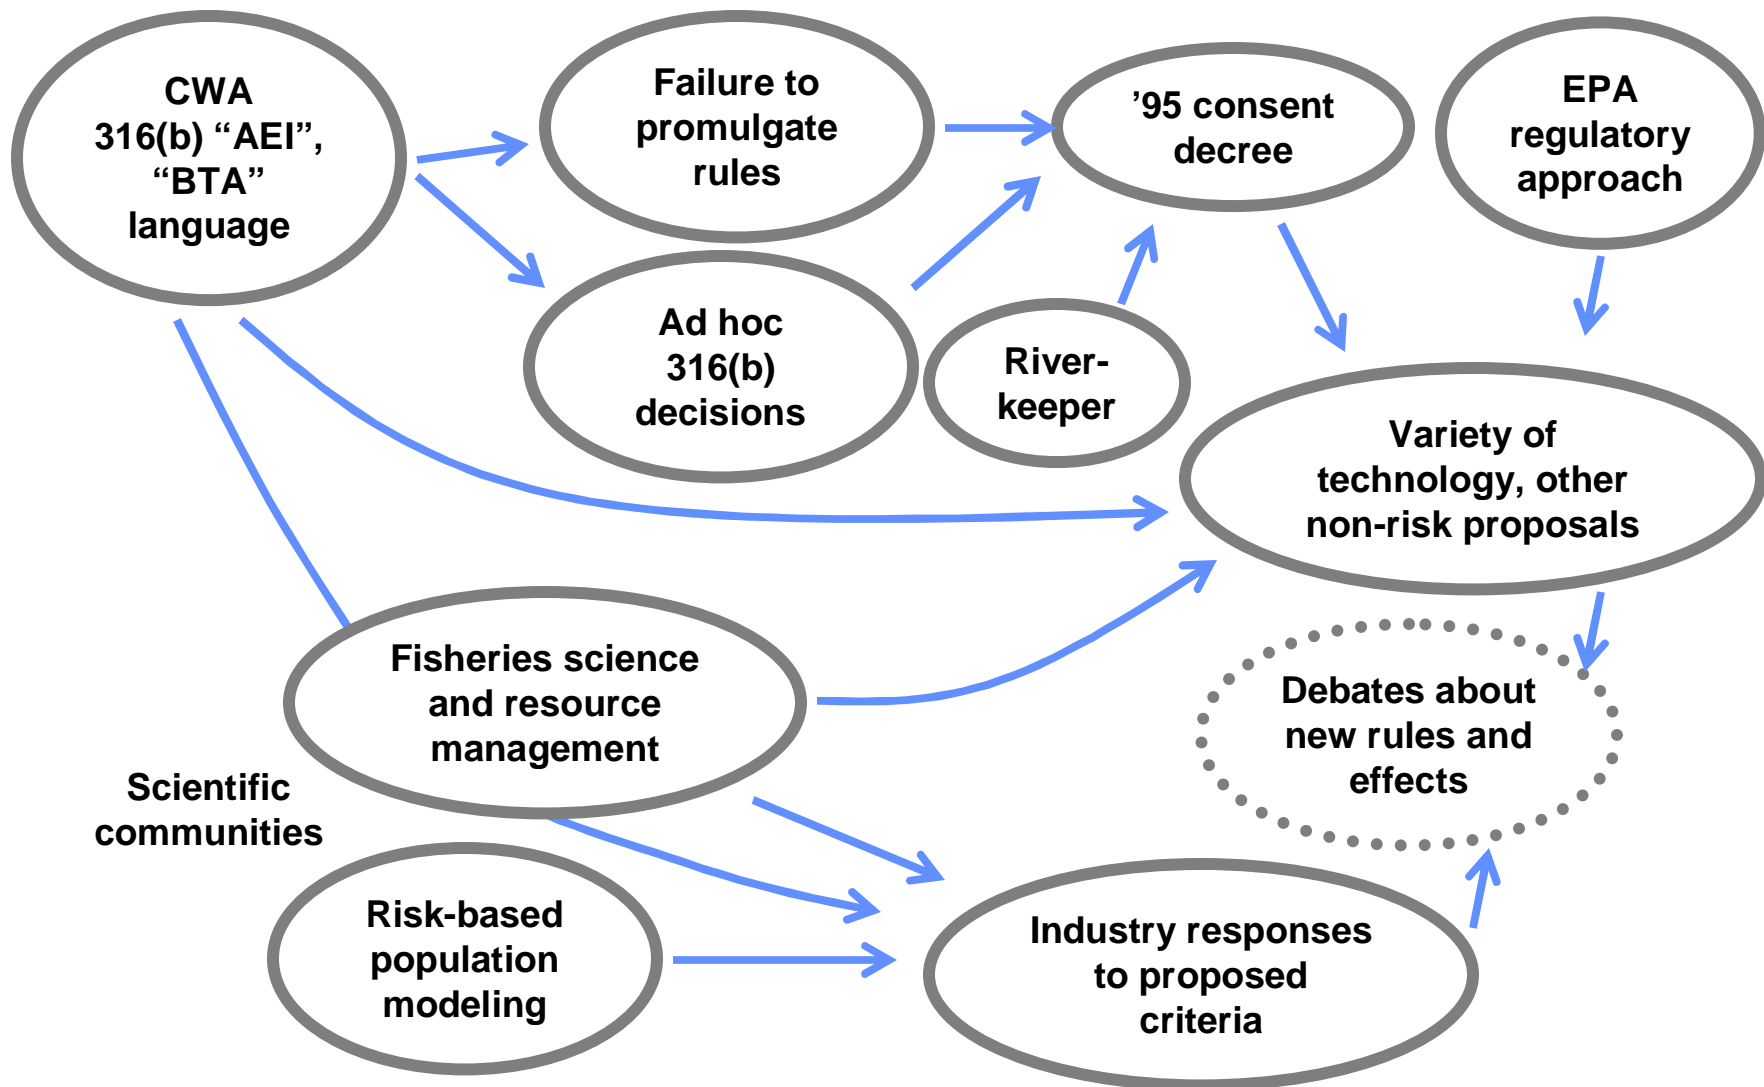 CWA
316(b) “AEI”,
“BTA”
language
Failure to
promulgate
rules
’95 consent
decree
EPA
regulatory
approach
Ad hoc
316(b)
decisions
River-
keeper
Variety of
technology, other
non-risk proposals
Fisheries science
and resource
management
Debates about
new rules and
effects
Scientific
communities
Risk-based
population
modeling
Industry responses
to proposed
criteria